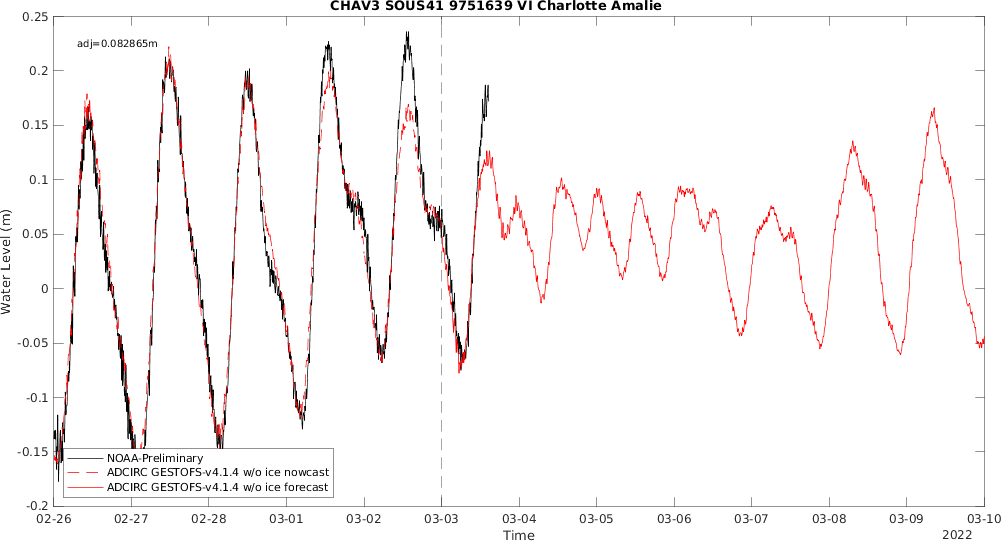 CHAV3 SOUS41 9751639 VI Charlotte Amalie
adj=0.082865m
0.25
0.2
0.15
0.1
0.05
0
-0.05
-0.1
-0.15
-0.2
Water Level (m)
NOAA-Preliminary
ADCIRC GESTOFS-v4.1.4 w/o ice nowcast
ADCIRC GESTOFS-v4.1.4 w/o ice forecast
02-26 02-27 02-28 03-01 03-02 03-03 03-04 03-05 03-06 03-07 03-08 03-09 03-10
Time
2022